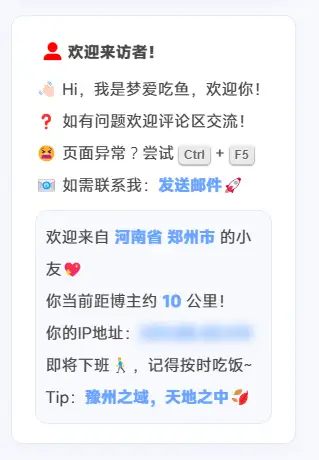 欢迎来访者!
Hi, 我是梦爱吃鱼, 欢迎你!
如有问题欢迎评论区交流!
页面异常?尝试 Ctrl + F5
如需联系我: 发送邮件
欢迎来自 河南省 郑州市 的小
友
你当前距博主约 10 公里!
你的IP地址:
即将下班, 记得按时吃饭~
Tip: 豫州之域, 天地之中